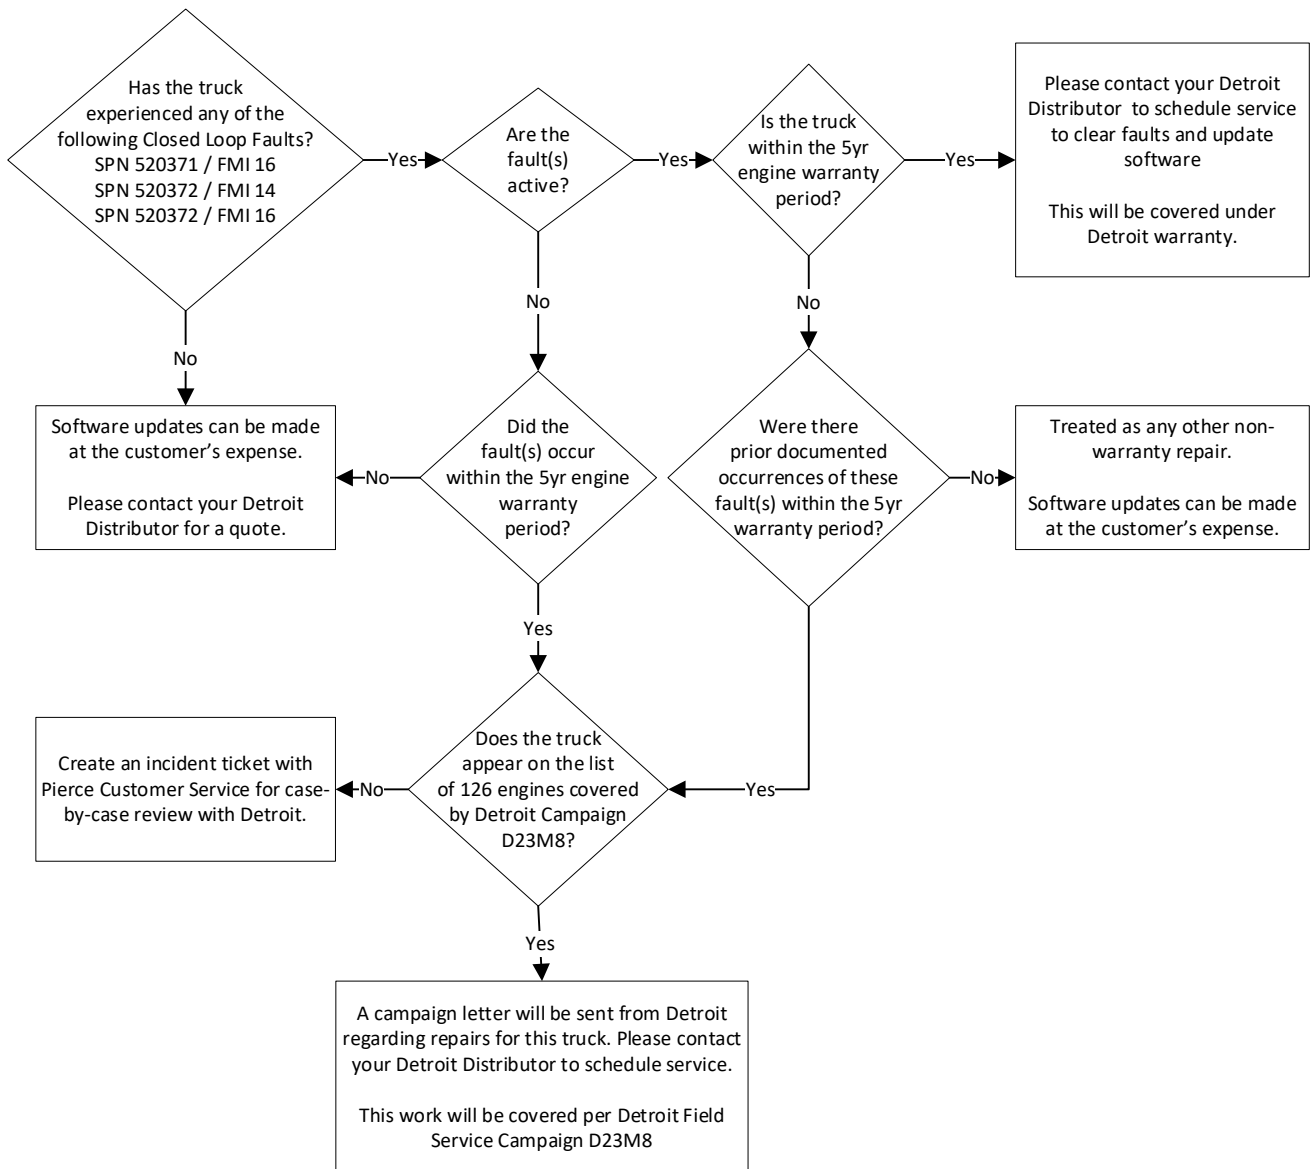 Has the truck
experienced any of the
following Closed Loop Faults?
SPN 520371 / FMI 16
SPN 520372 / FMI 14
SPN 520372 / FMI 16
Yes
Are the
fault(s)
active?
Yes
Is the truck
within the 5yr
engine warranty
period?
Yes
Please contact your Detroit
Distributor to schedule service
to clear faults and update
software
This will be covered under
Detroit warranty.
No
No
No
Software updates can be made
at the customer’s expense.
Please contact your Detroit
Distributor for a quote.
No
Did the
fault(s) occur
within the 5yr engine
warranty
period?
Were there
prior documented
occurrences of these
fault(s) within the 5yr
warranty period?
No
Treated as any other non-
warranty repair.
Software updates can be made
at the customer’s expense.
Yes
Create an incident ticket with
Pierce Customer Service for case-
by-case review with Detroit.
No
Does the truck
appear on the list
of 126 engines covered
by Detroit Campaign
D23M8?
Yes
Yes
A campaign letter will be sent from Detroit
regarding repairs for this truck. Please contact
your Detroit Distributor to schedule service.
This work will be covered per Detroit Field
Service Campaign D23M8